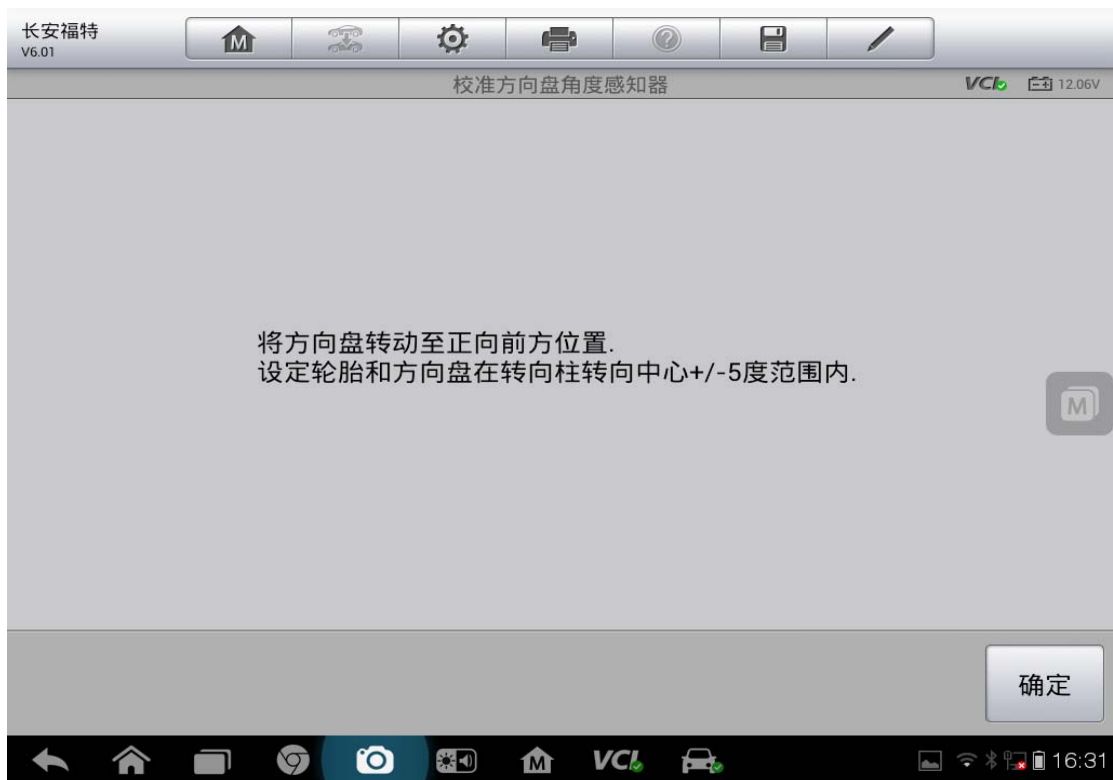 长安福特
V6.01
M
校准方向盘角度感知器
VCI
12.06V
将方向盘转动至正向前方位置.
设定轮胎和方向盘在转向柱转向中心+/-5度范围内.
M
确定
M
VCI
16:31